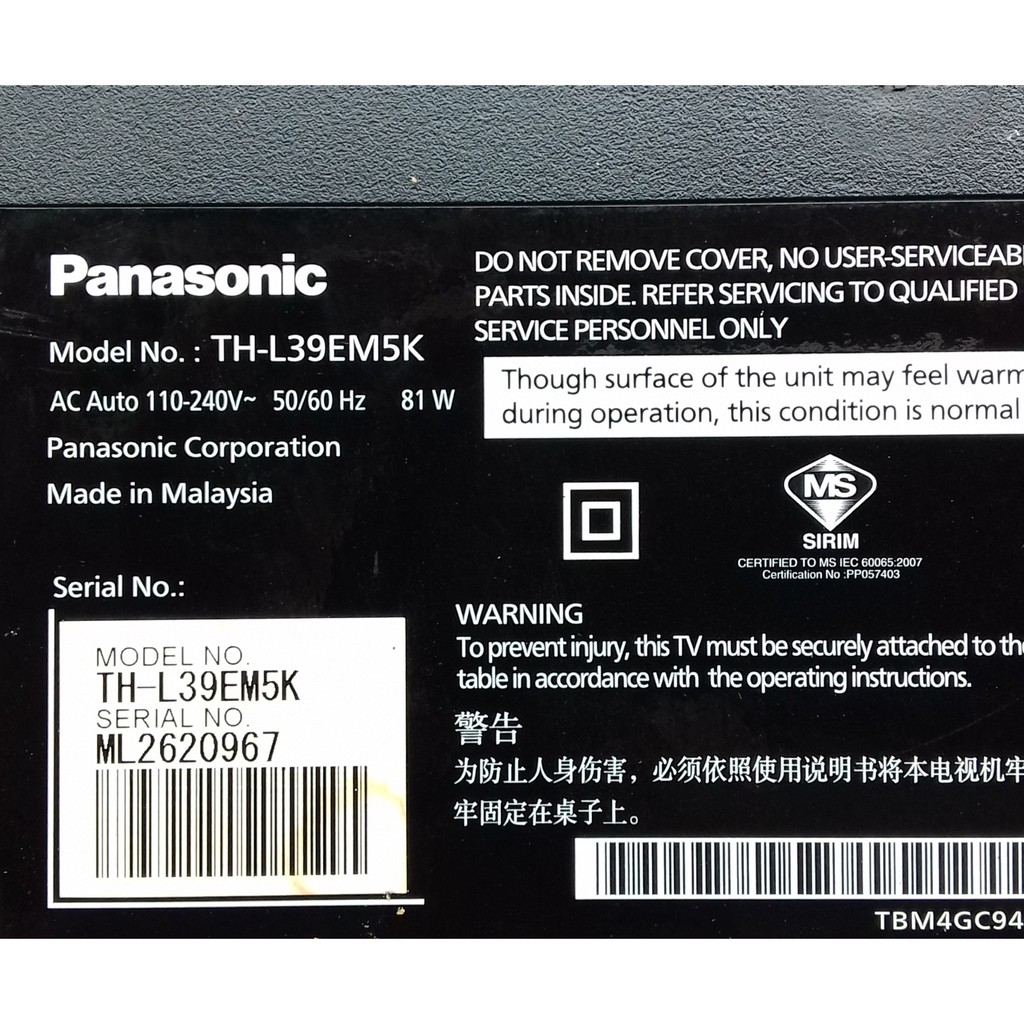 Panasonic
Model No. : TH-L39EM5K
AC Auto 110-240V~ 50/60 Hz 81 W
Panasonic Corporation
Made in Malaysia
Serial No.:
MODEL NO.
TH-L39EM5K
SERIAL NO.
ML2620967
DO NOT REMOVE COVER, NO USER-SERVICEABL
PARTS INSIDE. REFER SERVICING TO QUALIFIED
SERVICE PERSONNEL ONLY
Though surface of the unit may feel warm
during operation, this condition is normal
MS
SIRIM
CERTIFIED TO MS IEC 60065:2007
Certification No :PP057403
WARNING
To prevent injury, this TV must be securely attached to the
table in accordance with the operating instructions.
警告
为防止人身伤害，必须依照使用说明书将本电视机牢
牢固定在桌子上。
TBM4GC94